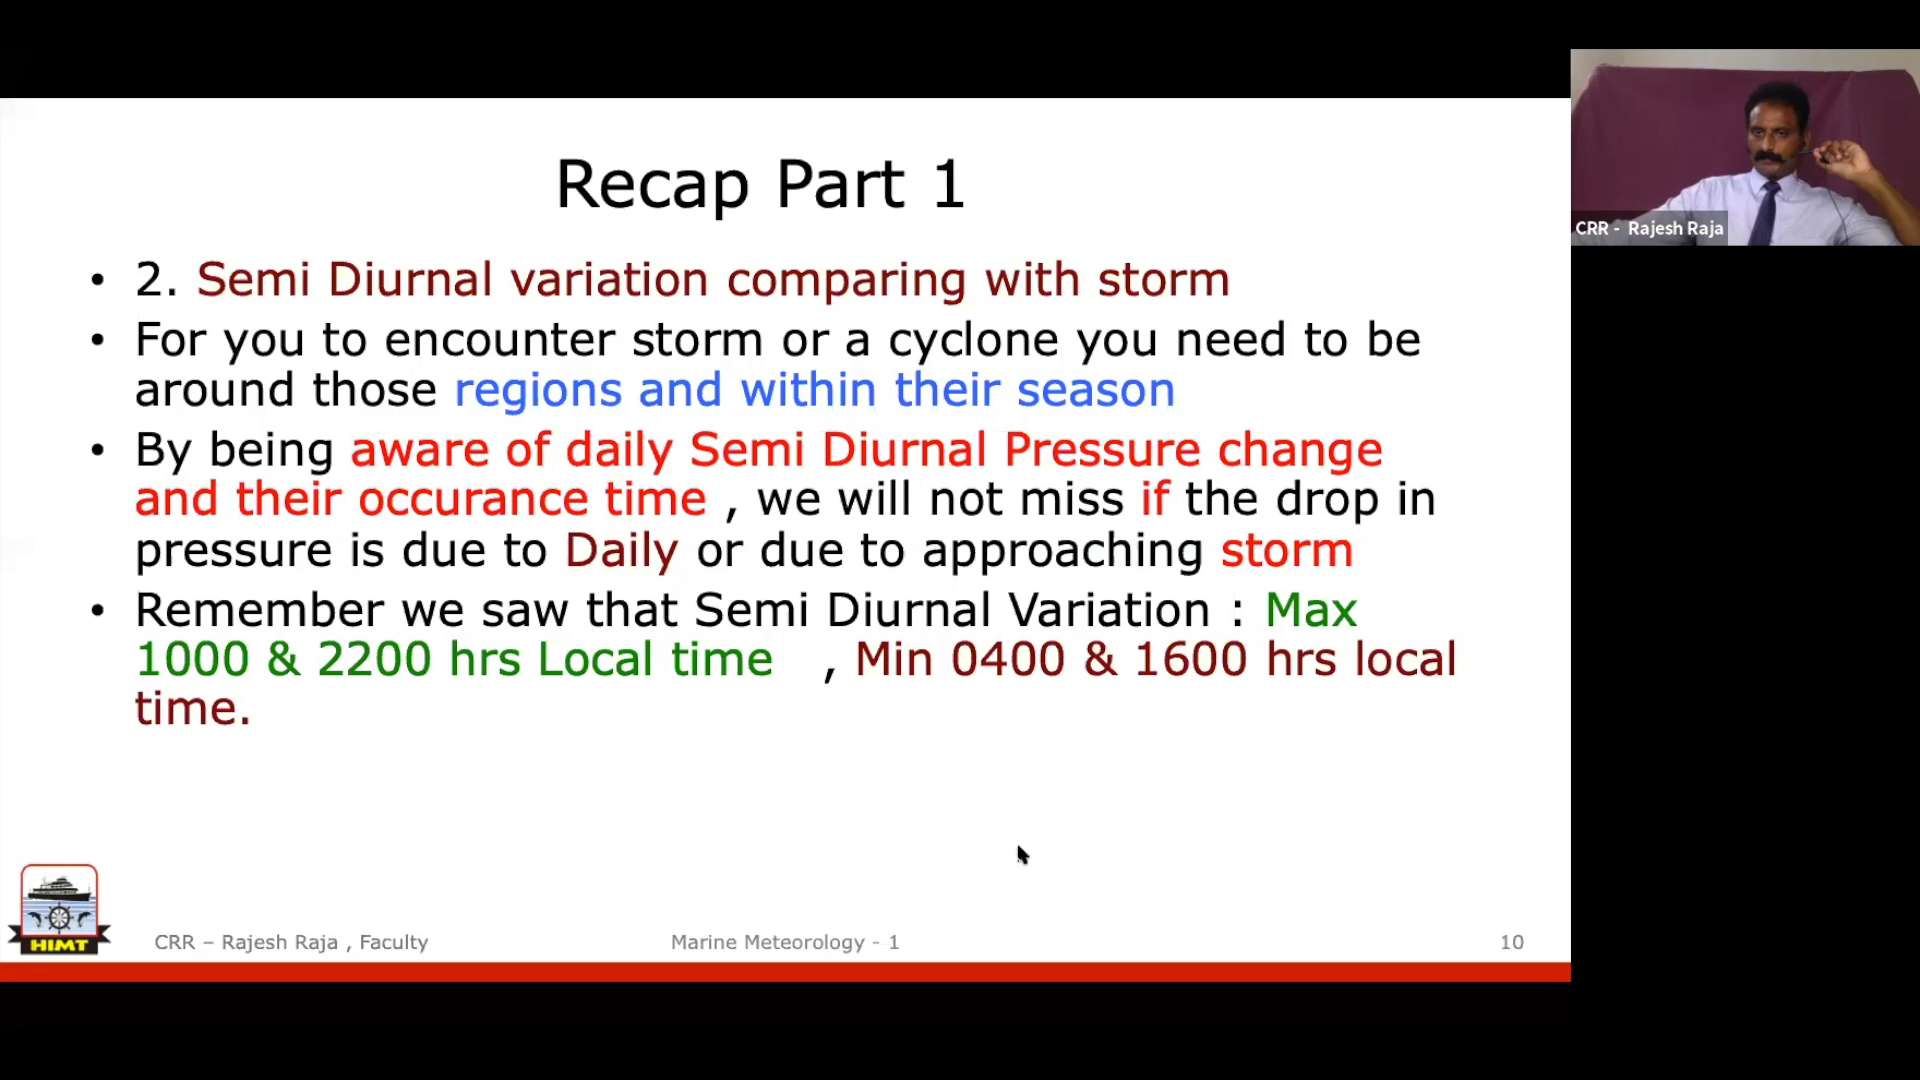 Recap Part 1
• 2. Semi Diurnal variation comparing with storm
• For you to encounter storm or a cyclone you need to be
around those regions and within their season
• By being aware of daily Semi Diurnal Pressure change
and their occurance time , we will not miss if the drop in
pressure is due to Daily or due to approaching storm
• Remember we saw that Semi Diurnal Variation : Max
1000 & 2200 hrs Local time , Min 0400 & 1600 hrs local
time.
CRR - Rajesh Raja
HIMT
CRR – Rajesh Raja , Faculty
Marine Meteorology - 1
10